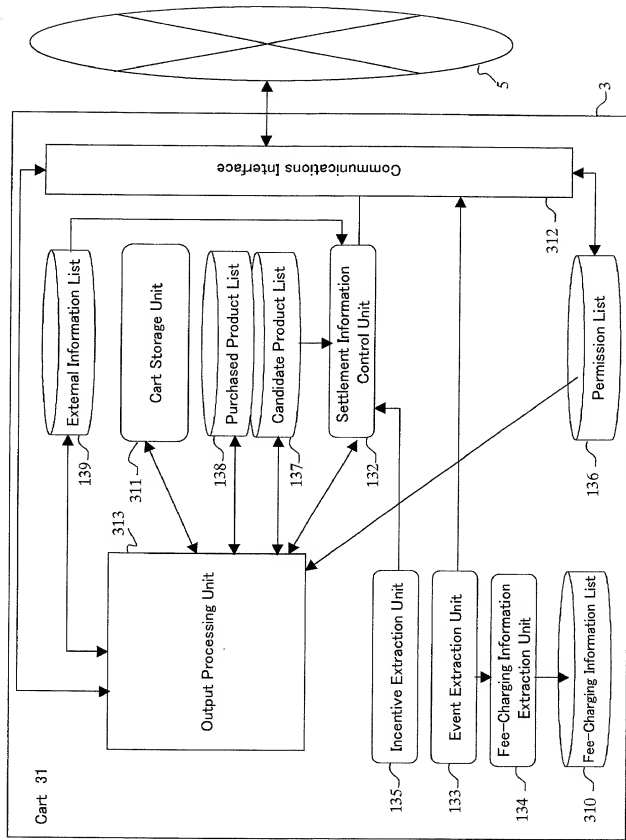 Cart 31
External Information List
139
Cart Storage Unit
311
Purchased Product List
138
Candidate Product List
137
Settlement Information
Control Unit
132
Output Processing Unit
313
Communications Interface
312
5
3
Incentive Extraction Unit
135
Event Extraction Unit
133
Fee-Charging Information
Extraction Unit
134
Fee-Charging Information List
310
Permission List
136